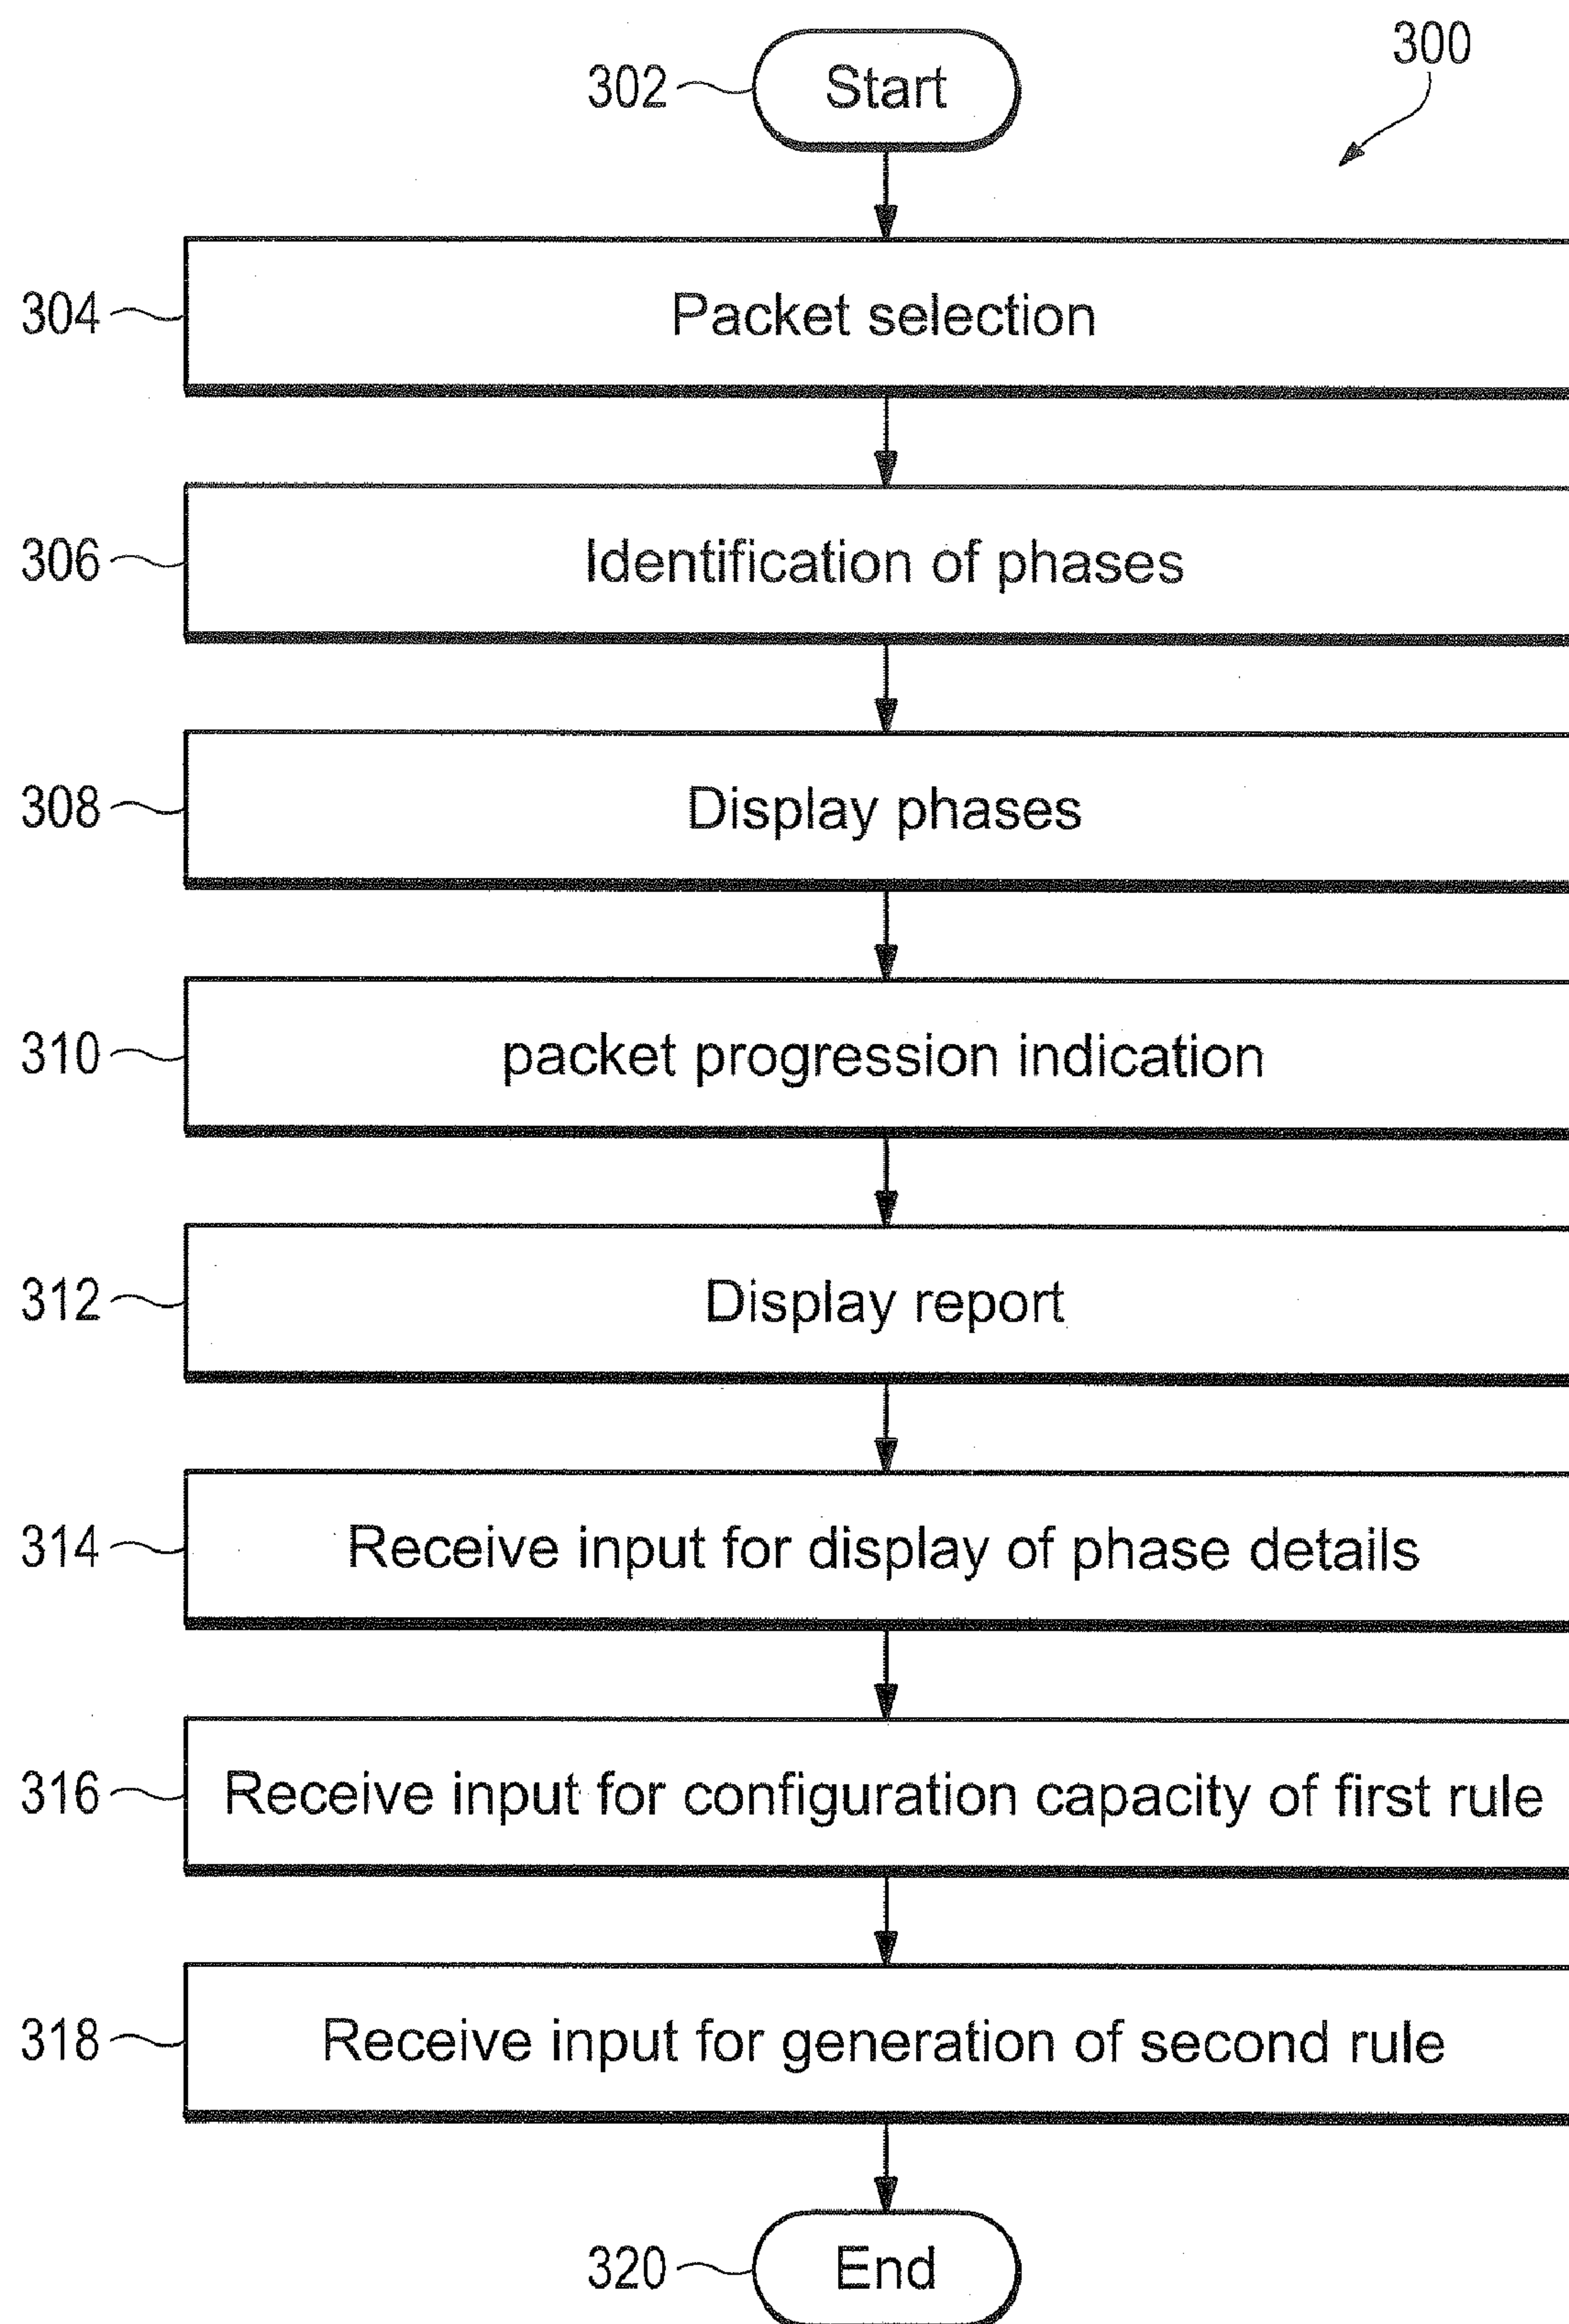 300
302 Start
304 Packet selection
306 Identification of phases
308 Display phases
310 packet progression indication
312 Display report
314 Receive input for display of phase details
316 Receive input for configuration capacity of first rule
318 Receive input for generation of second rule
320 End